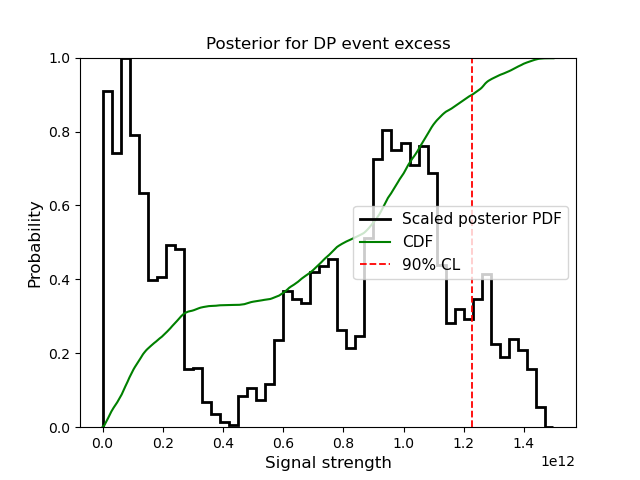 Posterior for DP event excess
Probability
1.0
0.8
0.6
0.4
0.2
0.0
Scaled posterior PDF
CDF
90% CL
0.0 0.2 0.4 0.6 0.8 1.0 1.2 1.4
1e12
Signal strength